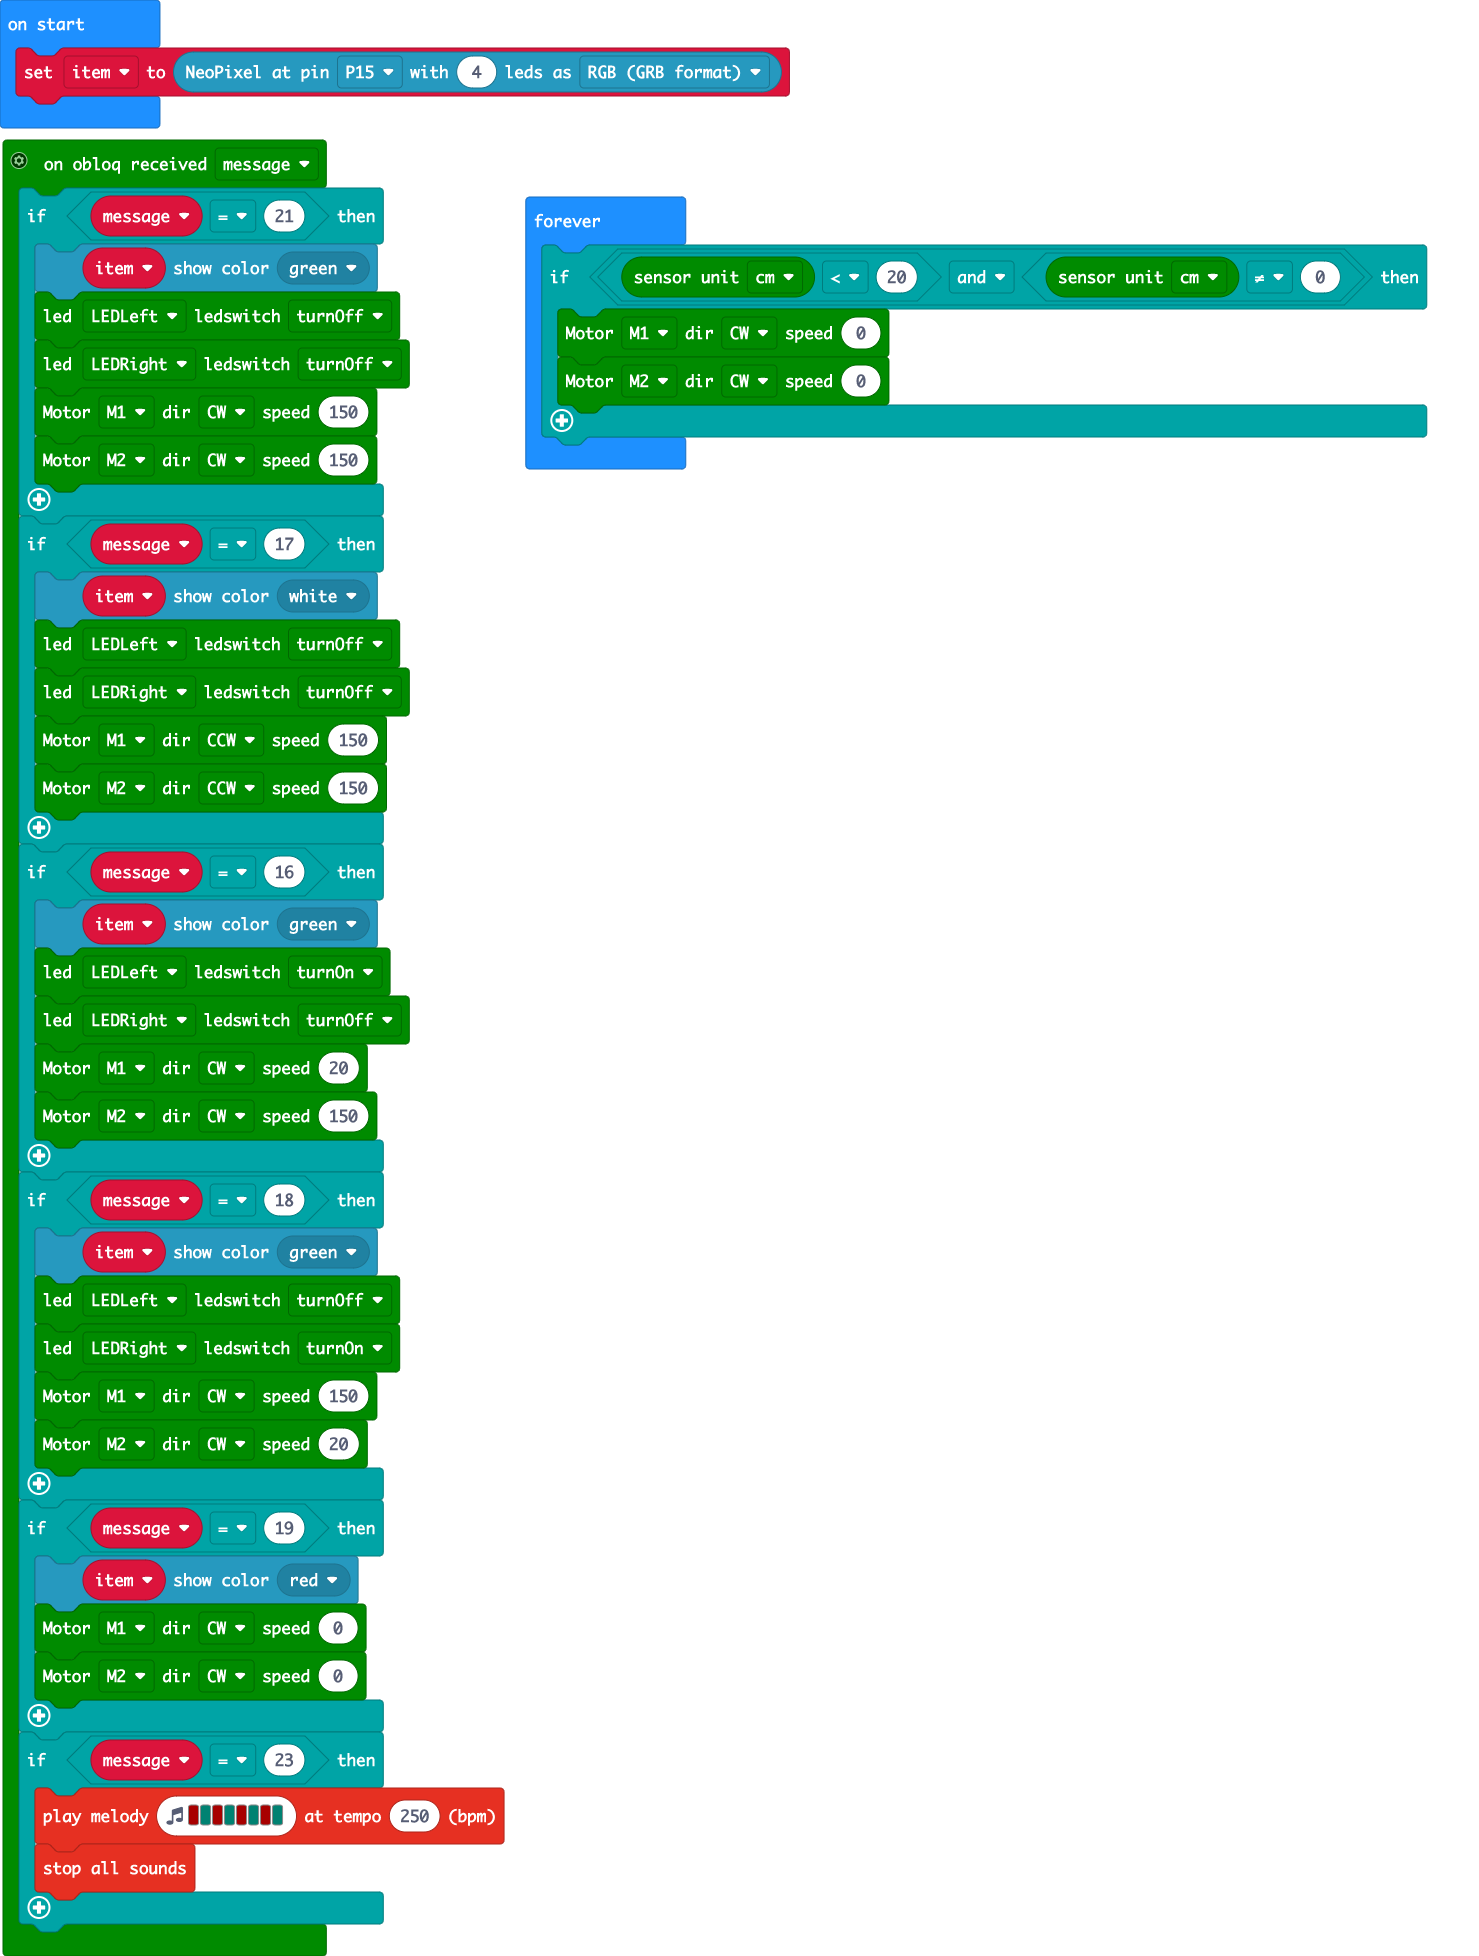 on start
set item to NeoPixel at pin P15 with 4 leds as RGB (GRB format)
on obloq received message
if message = 21 then
item show color green
led LEDLeft ledswitch turnOff
led LEDRight ledswitch turnOff
Motor M1 dir CW speed 150
Motor M2 dir CW speed 150
if message = 17 then
item show color white
led LEDLeft ledswitch turnOff
led LEDRight ledswitch turnOff
Motor M1 dir CCW speed 150
Motor M2 dir CCW speed 150
if message = 16 then
item show color green
led LEDLeft ledswitch turnOn
led LEDRight ledswitch turnOff
Motor M1 dir CW speed 20
Motor M2 dir CW speed 150
if message = 18 then
item show color green
led LEDLeft ledswitch turnOff
led LEDRight ledswitch turnOn
Motor M1 dir CW speed 150
Motor M2 dir CW speed 20
if message = 19 then
item show color red
Motor M1 dir CW speed 0
Motor M2 dir CW speed 0
if message = 23 then
play melody at tempo 250 (bpm)
stop all sounds
forever
if sensor unit cm < 20 and sensor unit cm ≠ 0 then
Motor M1 dir CW speed 0
Motor M2 dir CW speed 0